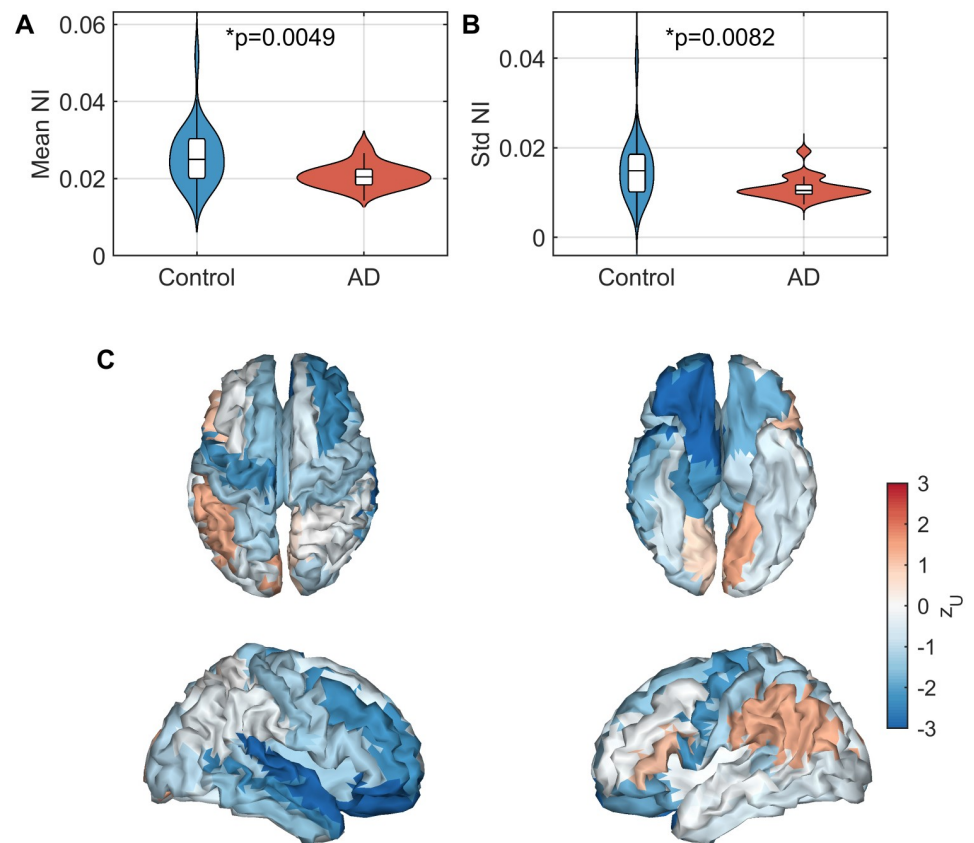 A
*p=0.0049
Mean NI
0.06
0.04
0.02
0
Control
AD
B
*p=0.0082
Std NI
0.04
0.02
0
Control
AD
C
3
2
1
0
-1
-2
-3
z_U